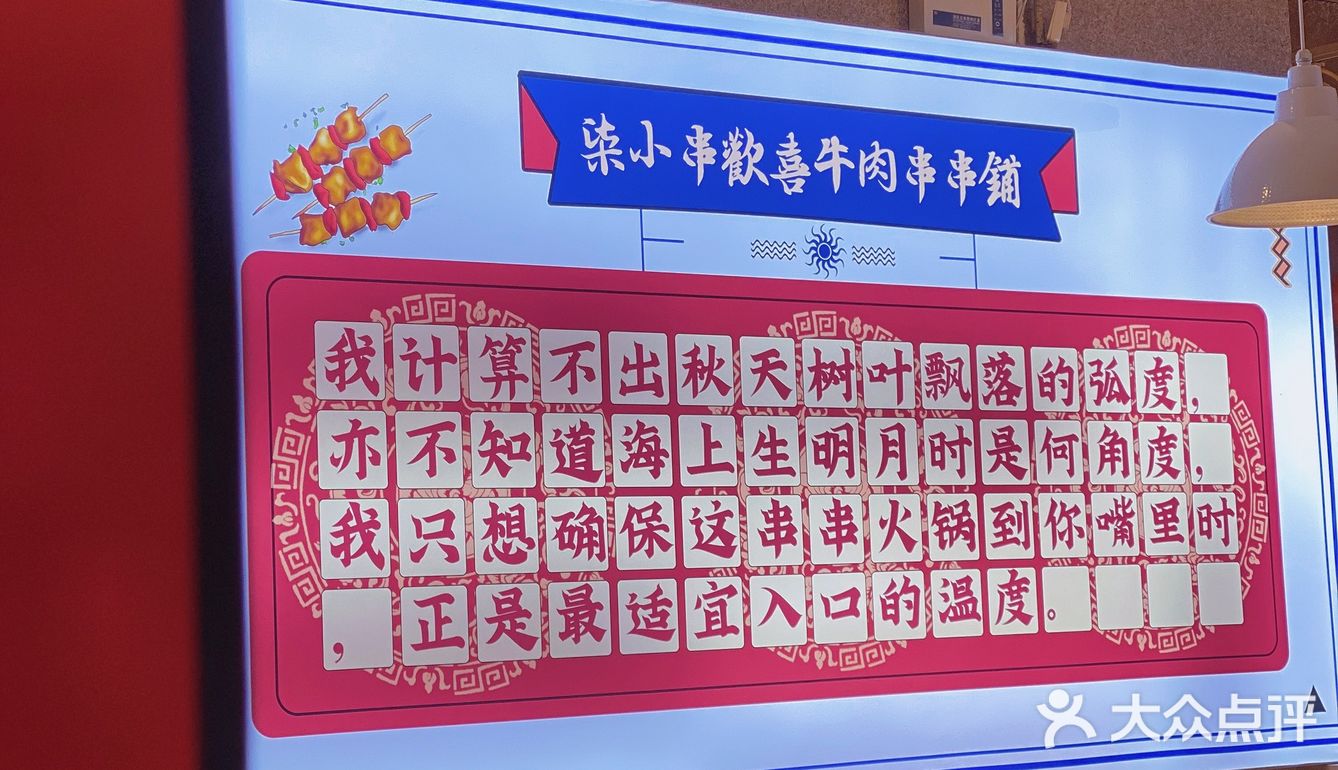 柒小串歡喜牛肉串串鋪
我计算不出秋天树叶飘落的弧度，
亦不知道海上生明月时是何角度，
我只想确保这串串火锅到你嘴里时
，正是最适宜入口的温度。
大众点评